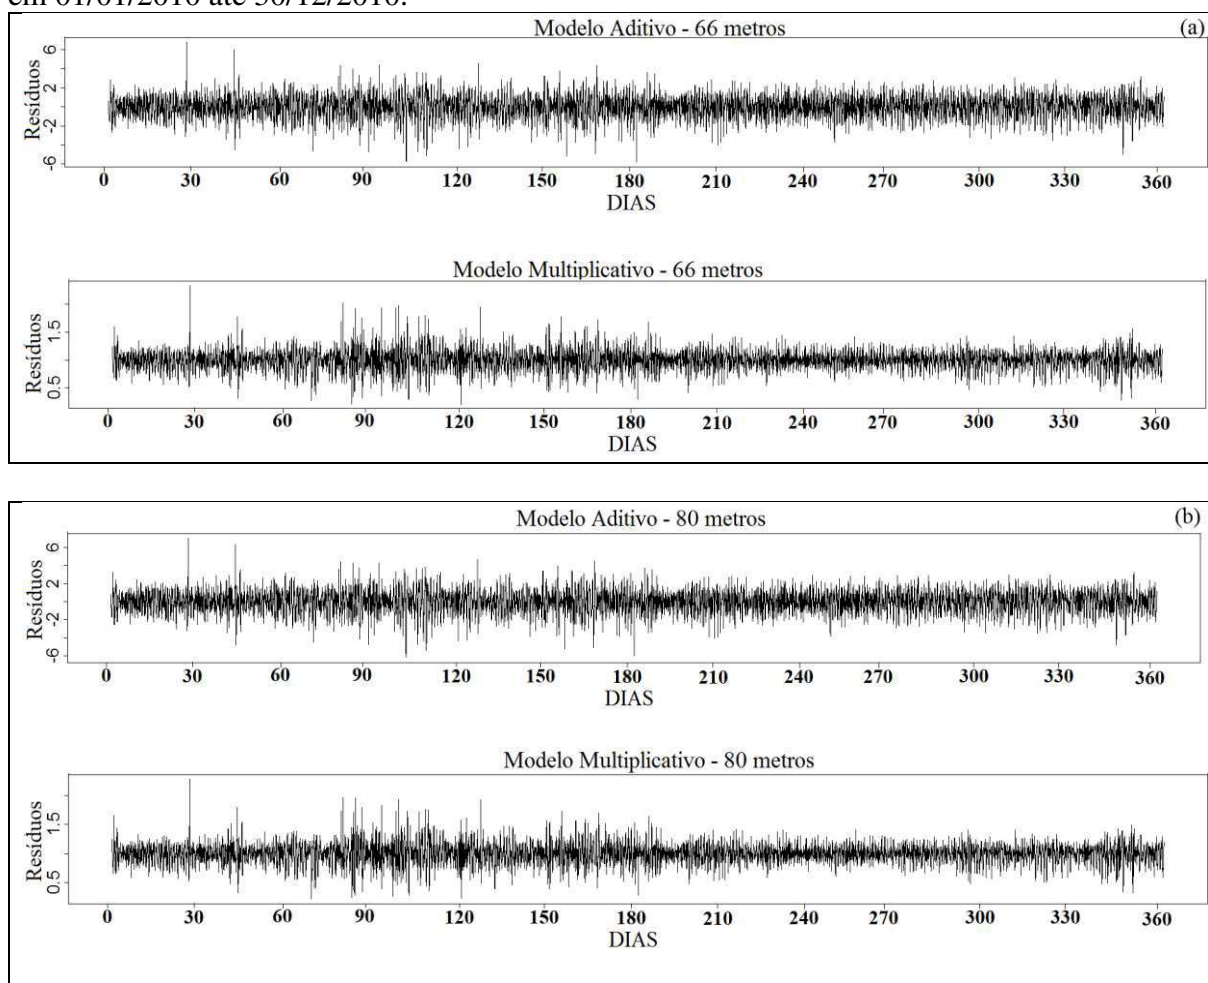 em 01/01/2010 até 30/12/2010.
Modelo Aditivo - 66 metros
(a)
Resíduos
6
2
-2
-6
0 30 60 90 120 150 180 210 240 270 300 330 360
DIAS
Modelo Multiplicativo - 66 metros
Resíduos
1.5
0.5
0 30 60 90 120 150 180 210 240 270 300 330 360
DIAS
Modelo Aditivo - 80 metros
(b)
Resíduos
6
2
-2
-6
0 30 60 90 120 150 180 210 240 270 300 330 360
DIAS
Modelo Multiplicativo - 80 metros
Resíduos
1.5
0.5
0 30 60 90 120 150 180 210 240 270 300 330 360
DIAS